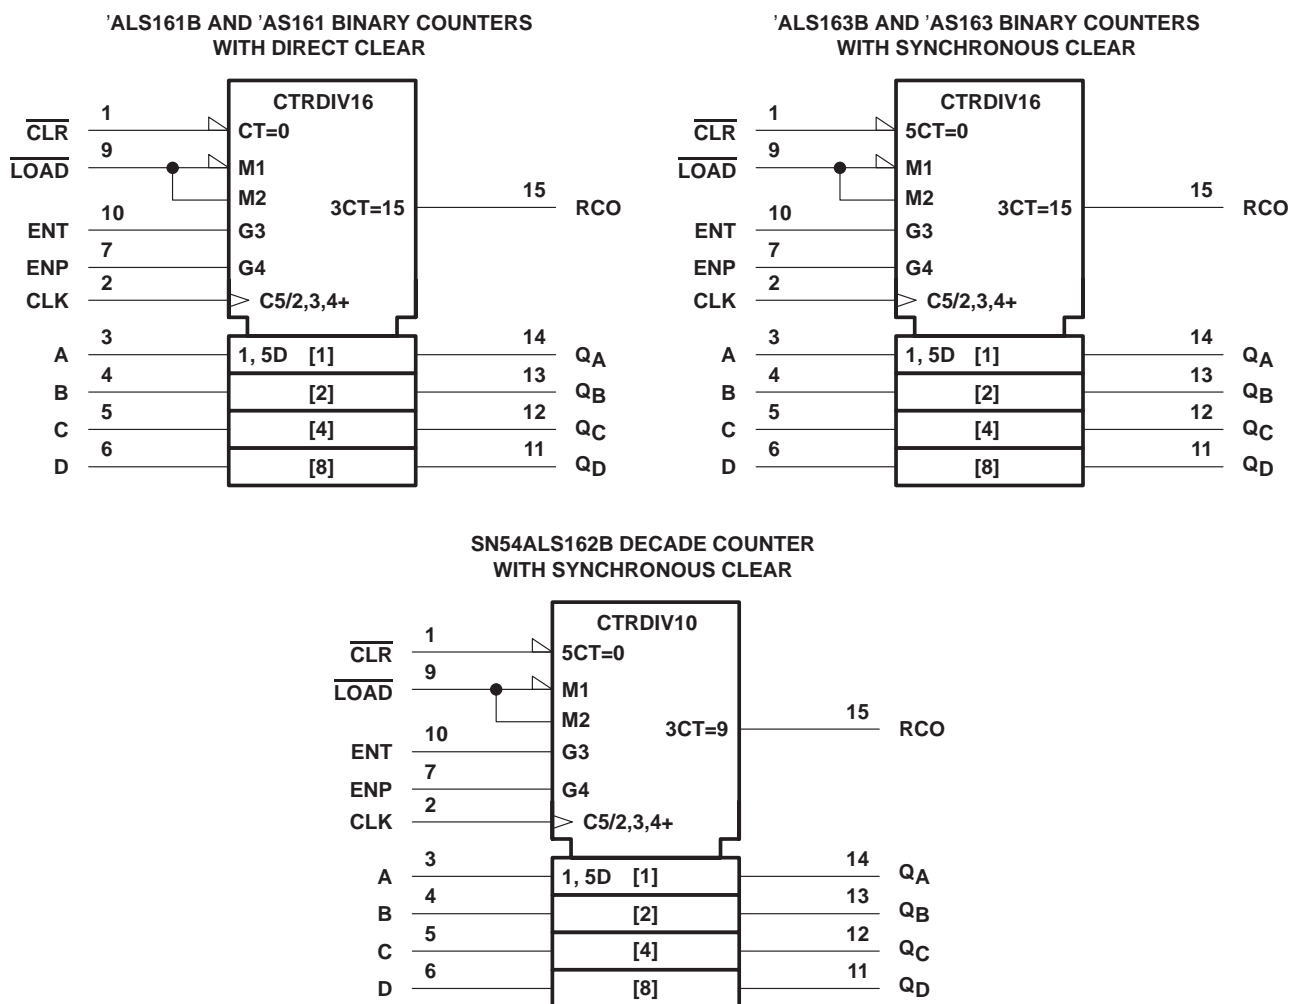 ’ALS161B AND ’AS161 BINARY COUNTERS
WITH DIRECT CLEAR
CTRDIV16
CLR 1 CT=0
LOAD 9 M1
M2
3CT=15 15 RCO
ENT 10 G3
ENP 7 G4
CLK 2 C5/2,3,4+
A 3 1, 5D [1] 14 QA
B 4 [2] 13 QB
C 5 [4] 12 QC
D 6 [8] 11 QD
’ALS163B AND ’AS163 BINARY COUNTERS
WITH SYNCHRONOUS CLEAR
CTRDIV16
CLR 1 5CT=0
LOAD 9 M1
M2
3CT=15 15 RCO
ENT 10 G3
ENP 7 G4
CLK 2 C5/2,3,4+
A 3 1, 5D [1] 14 QA
B 4 [2] 13 QB
C 5 [4] 12 QC
D 6 [8] 11 QD
SN54ALS162B DECADE COUNTER
WITH SYNCHRONOUS CLEAR
CTRDIV10
CLR 1 5CT=0
LOAD 9 M1
M2
3CT=9 15 RCO
ENT 10 G3
ENP 7 G4
CLK 2 C5/2,3,4+
A 3 1, 5D [1] 14 QA
B 4 [2] 13 QB
C 5 [4] 12 QC
D 6 [8] 11 QD